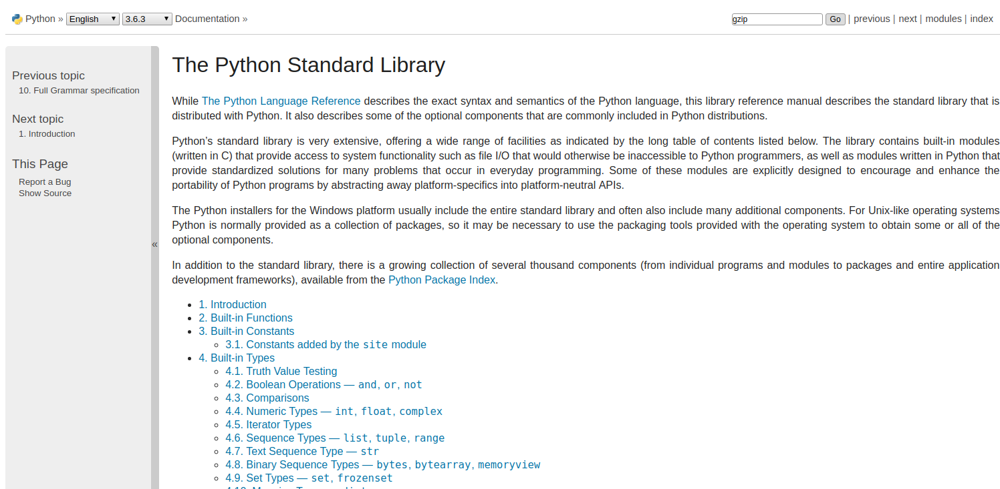 Python » English 3.6.3 Documentation »
gzip Go | previous | next | modules | index
Previous topic
10. Full Grammar specification
Next topic
1. Introduction
This Page
Report a Bug
Show Source
«
The Python Standard Library
While The Python Language Reference describes the exact syntax and semantics of the Python language, this library reference manual describes the standard library that is
distributed with Python. It also describes some of the optional components that are commonly included in Python distributions.
Python’s standard library is very extensive, offering a wide range of facilities as indicated by the long table of contents listed below. The library contains built-in modules
(written in C) that provide access to system functionality such as file I/O that would otherwise be inaccessible to Python programmers, as well as modules written in Python that
provide standardized solutions for many problems that occur in everyday programming. Some of these modules are explicitly designed to encourage and enhance the
portability of Python programs by abstracting away platform-specifics into platform-neutral APIs.
The Python installers for the Windows platform usually include the entire standard library and often also include many additional components. For Unix-like operating systems
Python is normally provided as a collection of packages, so it may be necessary to use the packaging tools provided with the operating system to obtain some or all of the
optional components.
In addition to the standard library, there is a growing collection of several thousand components (from individual programs and modules to packages and entire application
development frameworks), available from the Python Package Index.
1. Introduction
2. Built-in Functions
3. Built-in Constants
3.1. Constants added by the site module
4. Built-in Types
4.1. Truth Value Testing
4.2. Boolean Operations — and, or, not
4.3. Comparisons
4.4. Numeric Types — int, float, complex
4.5. Iterator Types
4.6. Sequence Types — list, tuple, range
4.7. Text Sequence Type — str
4.8. Binary Sequence Types — bytes, bytearray, memoryview
4.9. Set Types — set, frozenset